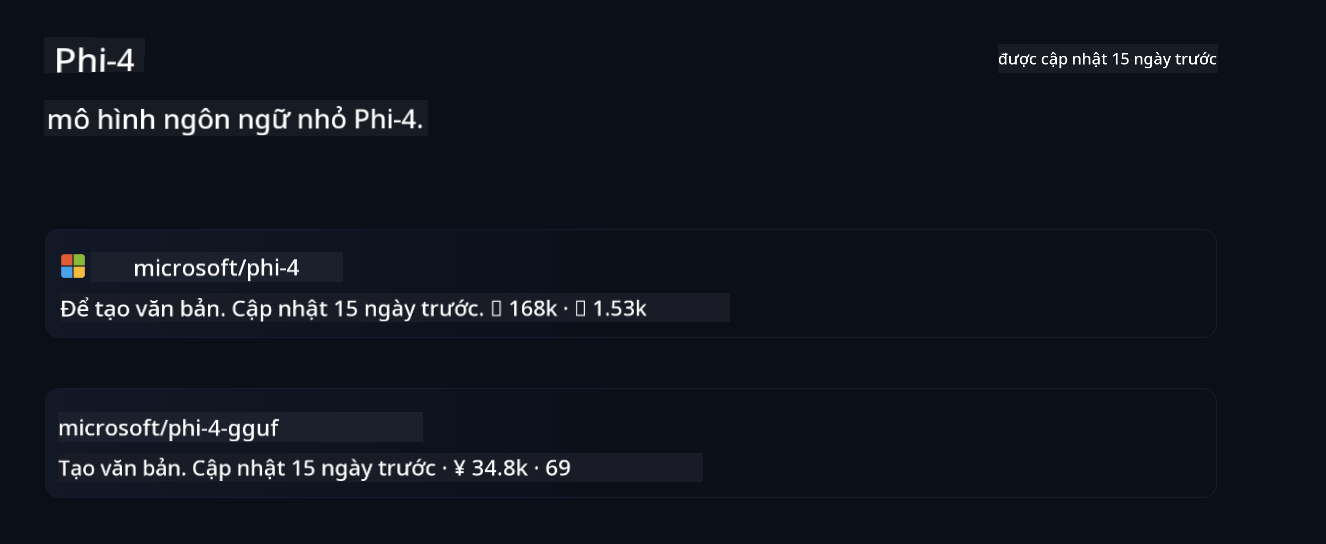 Phi-4
được cập nhật 15 ngày trước
mô hình ngôn ngữ nhỏ Phi-4.
microsoft/phi-4
Để tạo văn bản. Cập nhật 15 ngày trước. ▯ 168k · ▯ 1.53k
microsoft/phi-4-gguf
Tạo văn bản. Cập nhật 15 ngày trước · ¥ 34.8k · 69